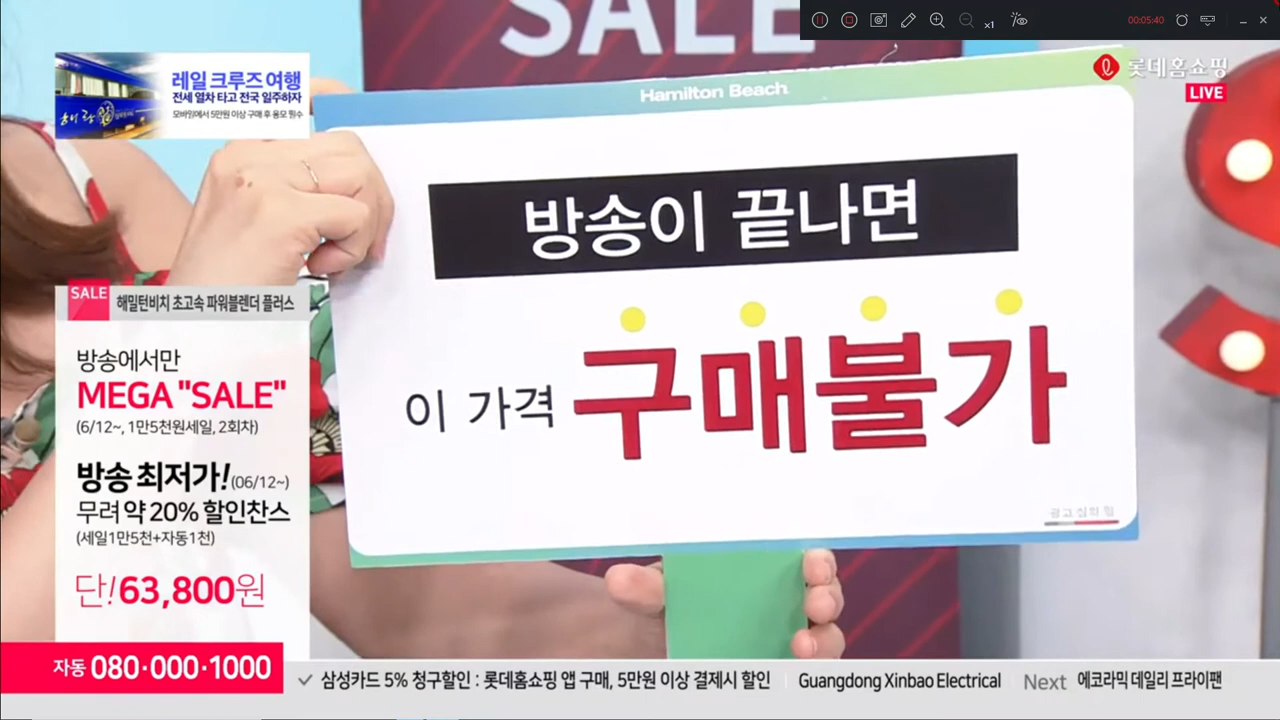 SALE
x1
00:05:40
레일 크루즈 여행
전세 열차 타고 전국 일주하자
모바일에서 5만원 이상 구매 후 응모 필수
Hamilton Beach
롯데홈쇼핑
LIVE
방송이 끝나면
이 가격 구매불가
광고심의필
SALE 해밀턴비치 초고속 파워블렌더 플러스
방송에서만
MEGA "SALE"
(6/12~, 1만5천원세일, 2회차)
방송 최저가! (06/12~)
무려 약 20% 할인찬스
(세일1만5천+자동1천)
단! 63,800원
자동 080·000·1000
삼성카드 5% 청구할인 : 롯데홈쇼핑 앱 구매, 5만원 이상 결제시 할인 Guangdong Xinbao Electrical Next 에코라믹 데일리 프라이팬